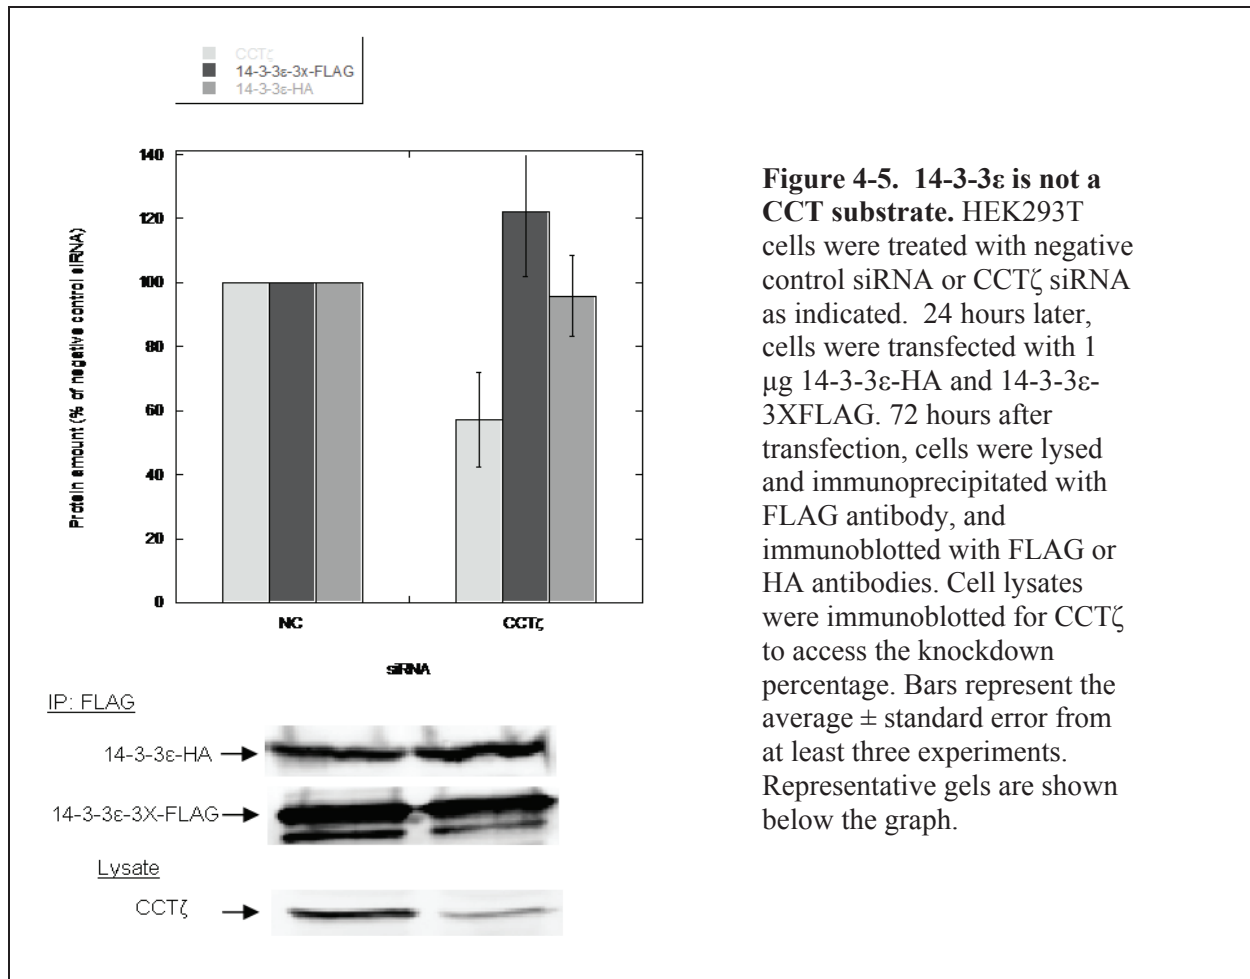 CCTζ
14-3-3ε-3x-FLAG
14-3-3ε-HA
140
120
100
80
60
40
20
0
Protein amount (% of negative control siRNA)
NC
CCTζ
siRNA
IP: FLAG
14-3-3ε-HA
14-3-3ε-3X-FLAG
Lysate
CCTζ
Figure 4-5. 14-3-3ε is not a
CCT substrate. HEK293T
cells were treated with negative
control siRNA or CCTζ siRNA
as indicated. 24 hours later,
cells were transfected with 1
μg 14-3-3ε-HA and 14-3-3ε-
3XFLAG. 72 hours after
transfection, cells were lysed
and immunoprecipitated with
FLAG antibody, and
immunoblotted with FLAG or
HA antibodies. Cell lysates
were immunoblotted for CCTζ
to access the knockdown
percentage. Bars represent the
average ± standard error from
at least three experiments.
Representative gels are shown
below the graph.